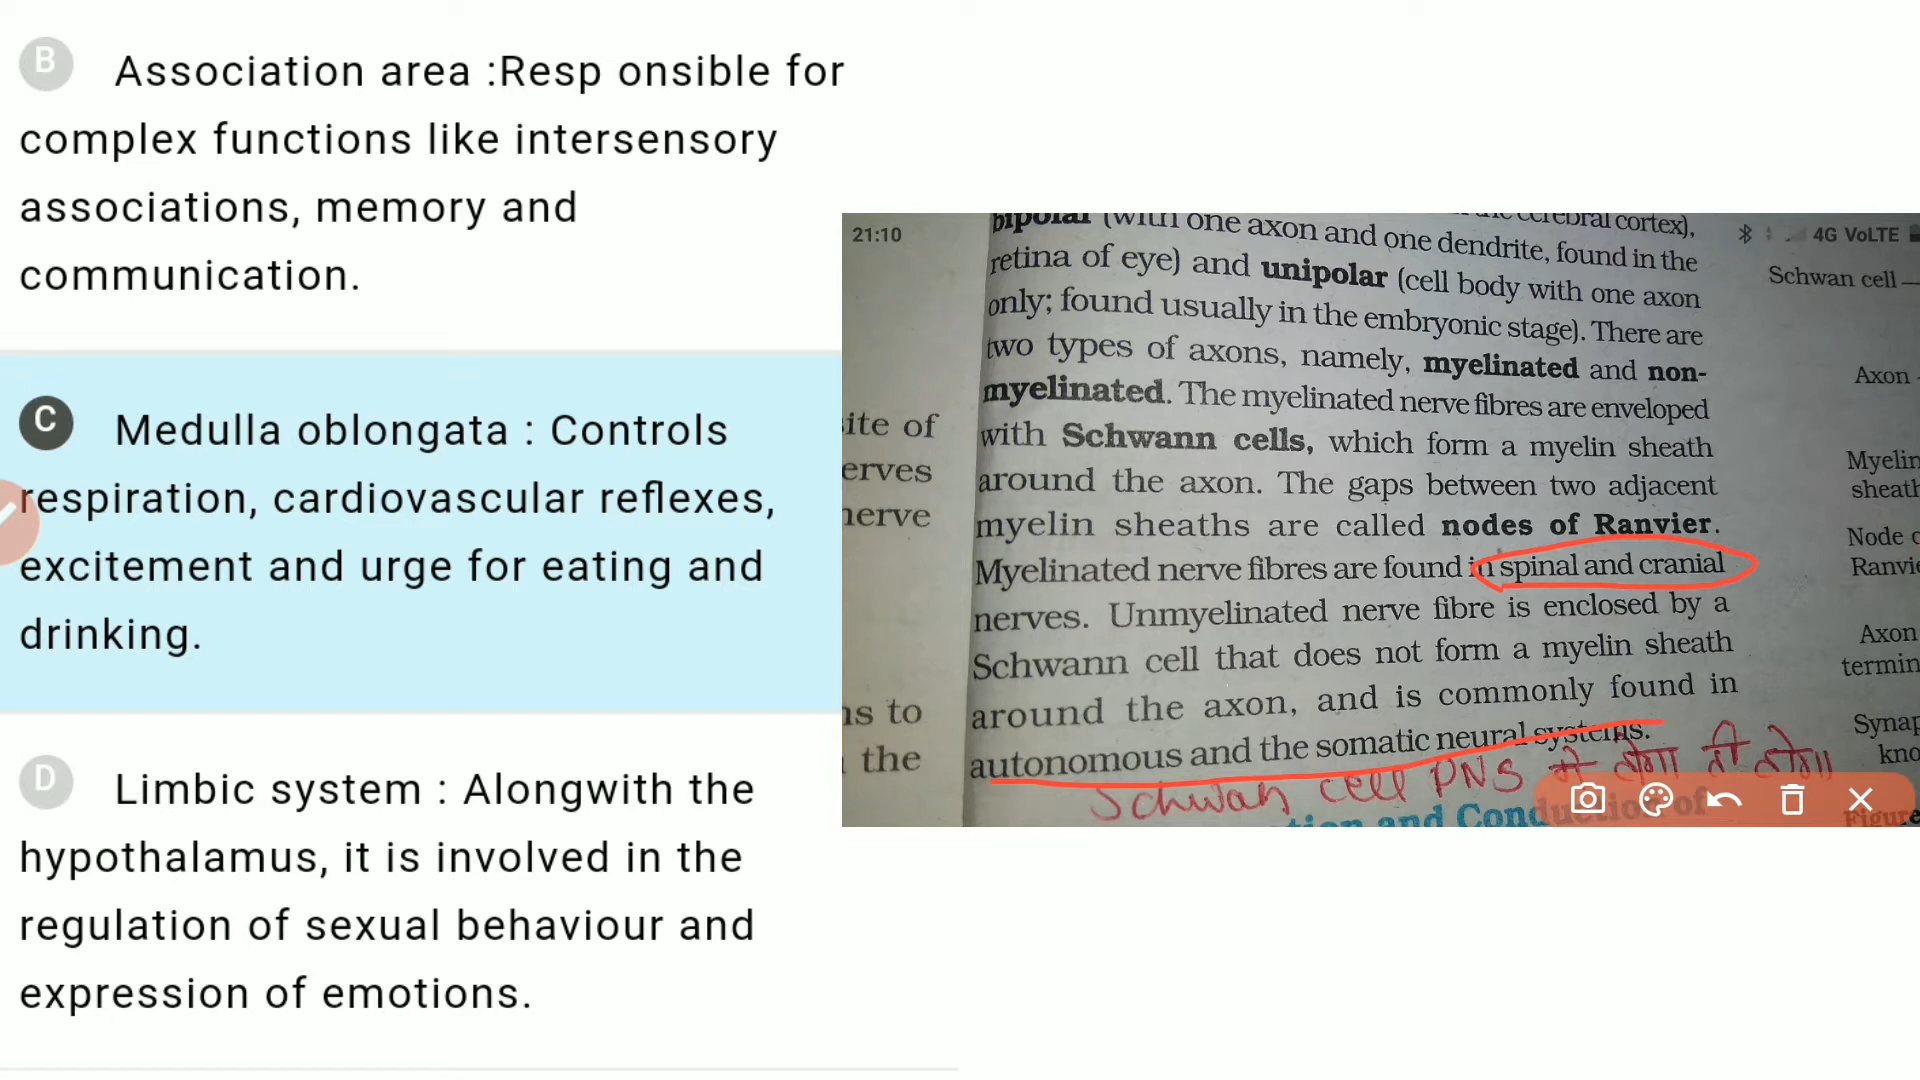 B Association area :Resp onsible for
complex functions like intersensory
associations, memory and
communication.
C Medulla oblongata : Controls
respiration, cardiovascular reflexes,
excitement and urge for eating and
drinking.
D Limbic system : Alongwith the
hypothalamus, it is involved in the
regulation of sexual behaviour and
expression of emotions.
21:10
4G VoLTE
ite of
erves
nerve
ns to
the
bipolar (with one axon and one dendrite, found in the
retina of eye) and unipolar (cell body with one axon
only; found usually in the embryonic stage). There are
two types of axons, namely, myelinated and non-
myelinated. The myelinated nerve fibres are enveloped
with Schwann cells, which form a myelin sheath
around the axon. The gaps between two adjacent
myelin sheaths are called nodes of Ranvier.
Myelinated nerve fibres are found in spinal and cranial
nerves. Unmyelinated nerve fibre is enclosed by a
Schwann cell that does not form a myelin sheath
around the axon, and is commonly found in
autonomous and the somatic neural systems.
Schwan cell PNS में होगा ही होगा
tion and Conduction of
Schwan cell
Axon
Myelin
sheath
Node o
Ranvie
Axon
termin
Synap
kno
Figure